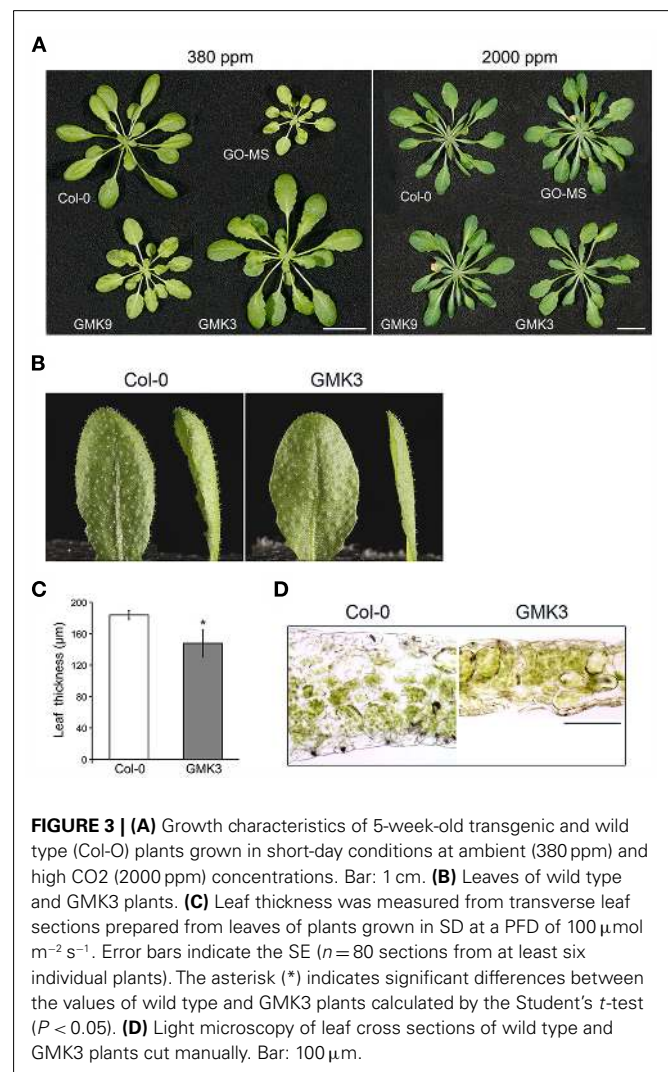 A
380 ppm
2000 ppm
Col-0
GO-MS
GMK9
GMK3
Col-0
GO-MS
GMK9
GMK3
B
Col-0
GMK3
C
Leaf thickness (μm)
200
160
120
80
40
0
*
Col-0
GMK3
D
Col-0
GMK3
FIGURE 3 | (A) Growth characteristics of 5-week-old transgenic and wild
type (Col-O) plants grown in short-day conditions at ambient (380 ppm) and
high CO2 (2000 ppm) concentrations. Bar: 1 cm. (B) Leaves of wild type
and GMK3 plants. (C) Leaf thickness was measured from transverse leaf
sections prepared from leaves of plants grown in SD at a PFD of 100 μmol
m⁻² s⁻¹. Error bars indicate the SE (n = 80 sections from at least six
individual plants). The asterisk (*) indicates significant differences between
the values of wild type and GMK3 plants calculated by the Student's t-test
(P < 0.05). (D) Light microscopy of leaf cross sections of wild type and
GMK3 plants cut manually. Bar: 100 μm.